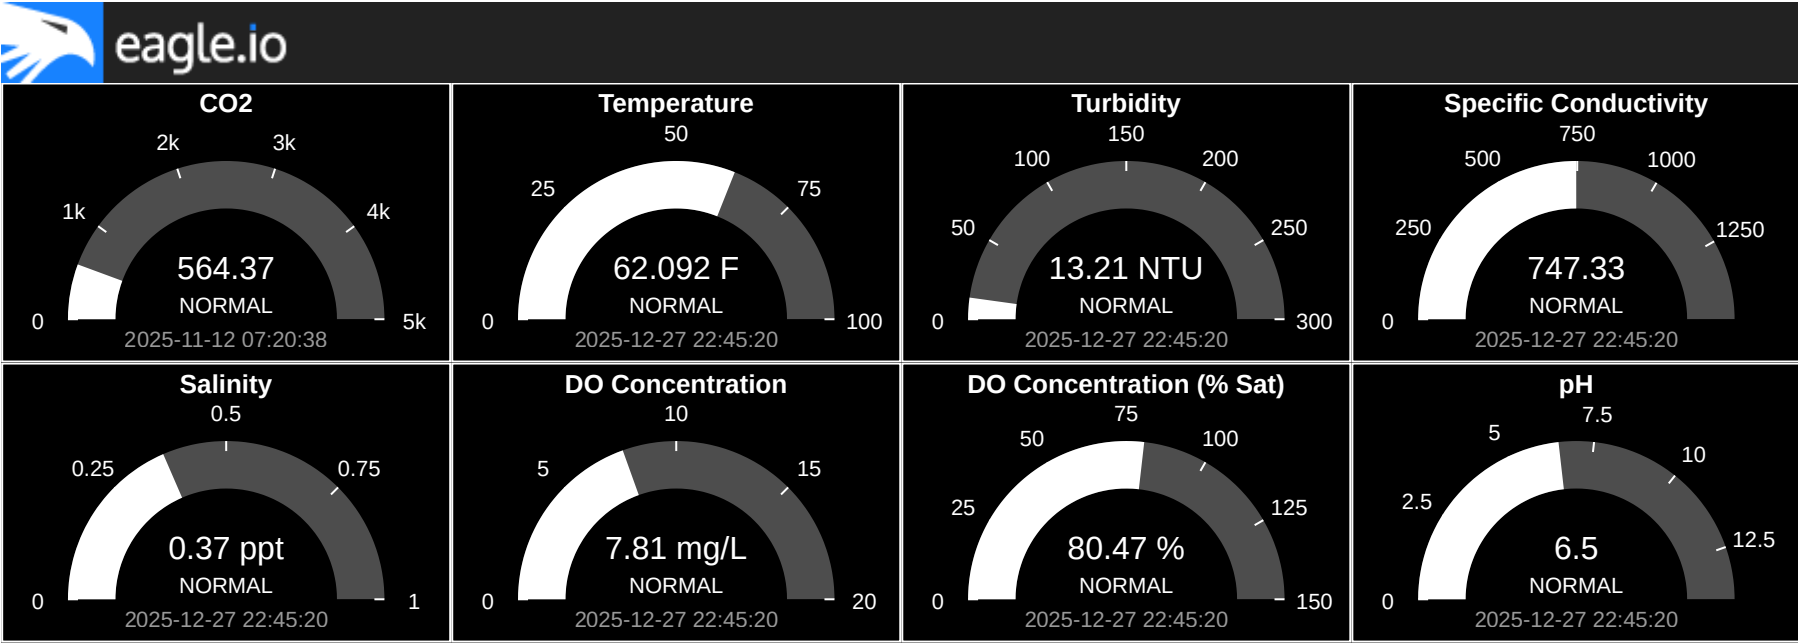 eagle.io
CO2
0
1k
2k
3k
4k
5k
564.37
NORMAL
2025-11-12 07:20:38
Temperature
0
25
50
75
100
62.092 F
NORMAL
2025-12-27 22:45:20
Turbidity
0
50
100
150
200
250
300
13.21 NTU
NORMAL
2025-12-27 22:45:20
Specific Conductivity
0
250
500
750
1000
1250
747.33
NORMAL
2025-12-27 22:45:20
Salinity
0
0.25
0.5
0.75
1
0.37 ppt
NORMAL
2025-12-27 22:45:20
DO Concentration
0
5
10
15
20
7.81 mg/L
NORMAL
2025-12-27 22:45:20
DO Concentration (% Sat)
0
25
50
75
100
125
150
80.47 %
NORMAL
2025-12-27 22:45:20
pH
0
2.5
5
7.5
10
12.5
6.5
NORMAL
2025-12-27 22:45:20